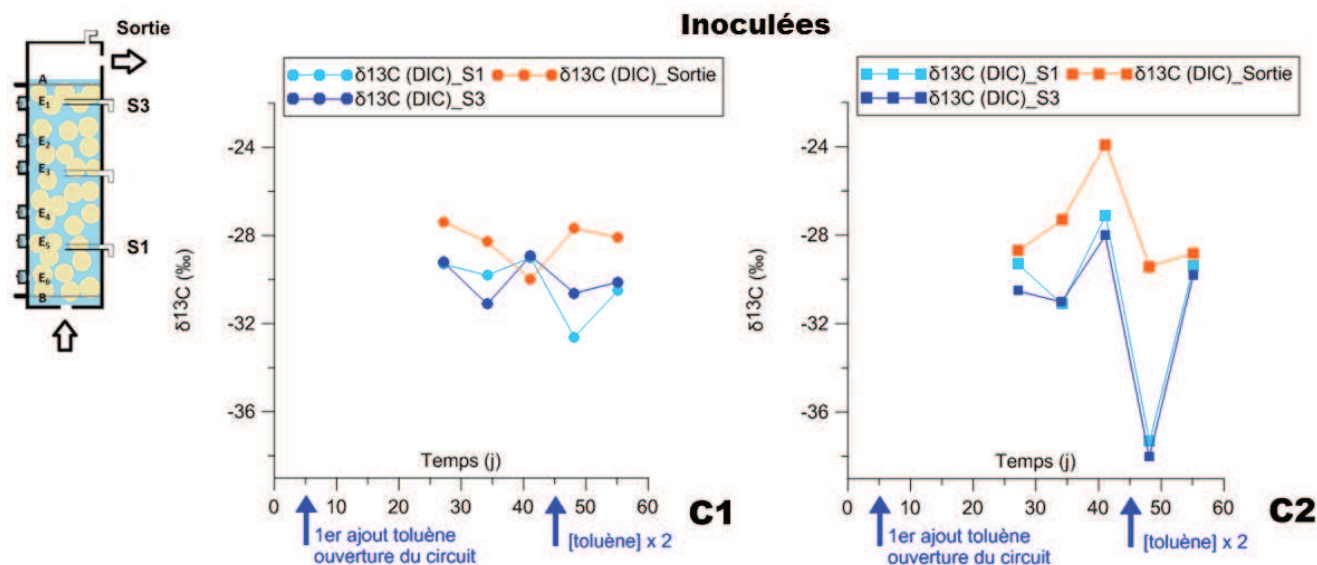 Inoculées
Sortie
A
E1
S3
E2
E3
E4
E5
S1
E6
B
δ13C (DIC)_S1 δ13C (DIC)_Sortie
δ13C (DIC)_S3
δ13C (‰)
-24
-28
-32
-36
Temps (j)
0 10 20 30 40 50 60
C1
1er ajout toluène
ouverture du circuit
[toluène] x 2
δ13C (DIC)_S1 δ13C (DIC)_Sortie
δ13C (DIC)_S3
δ13C (‰)
-24
-28
-32
-36
Temps (j)
0 10 20 30 40 50 60
C2
1er ajout toluène
ouverture du circuit
[toluène] x 2